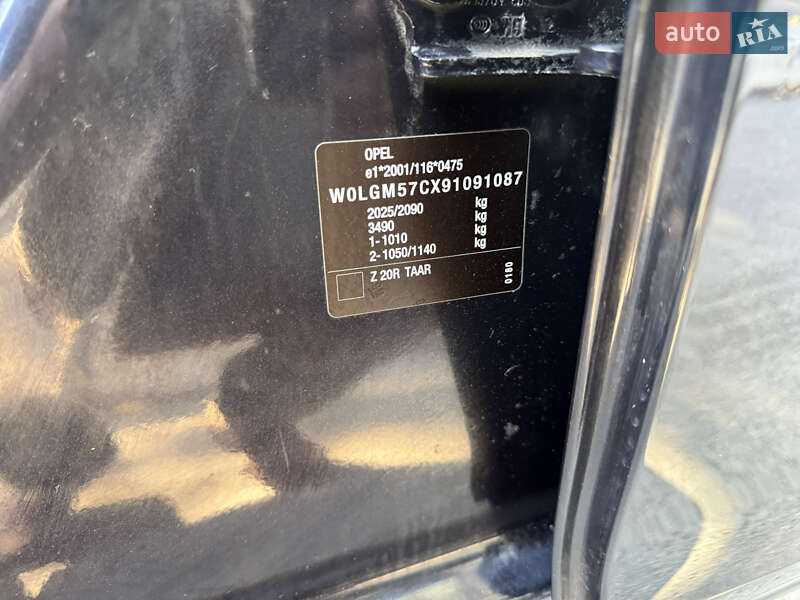 auto RIA
OPEL
e1*2001/116*0475
W0LGM57CX91091087
2025/2090 kg
3490 kg
1-1010 kg
2-1050/1140 kg
Z 20R TAAR
0180